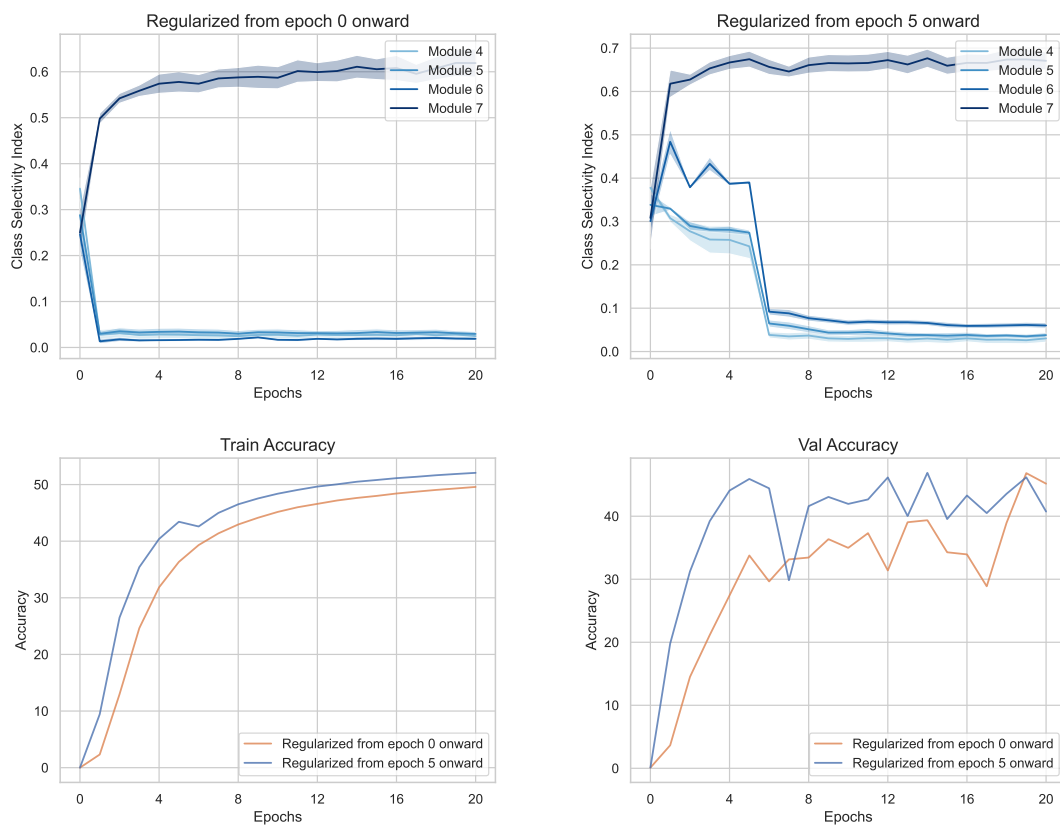 Regularized from epoch 0 onward
Class Selectivity Index
0.6
0.5
0.4
0.3
0.2
0.1
0.0
Module 4
Module 5
Module 6
Module 7
0 4 8 12 16 20
Epochs
Regularized from epoch 5 onward
Class Selectivity Index
0.7
0.6
0.5
0.4
0.3
0.2
0.1
0.0
Module 4
Module 5
Module 6
Module 7
0 4 8 12 16 20
Epochs
Train Accuracy
Accuracy
50
40
30
20
10
0
Regularized from epoch 0 onward
Regularized from epoch 5 onward
0 4 8 12 16 20
Epochs
Val Accuracy
Accuracy
40
30
20
10
0
Regularized from epoch 0 onward
Regularized from epoch 5 onward
0 4 8 12 16 20
Epochs